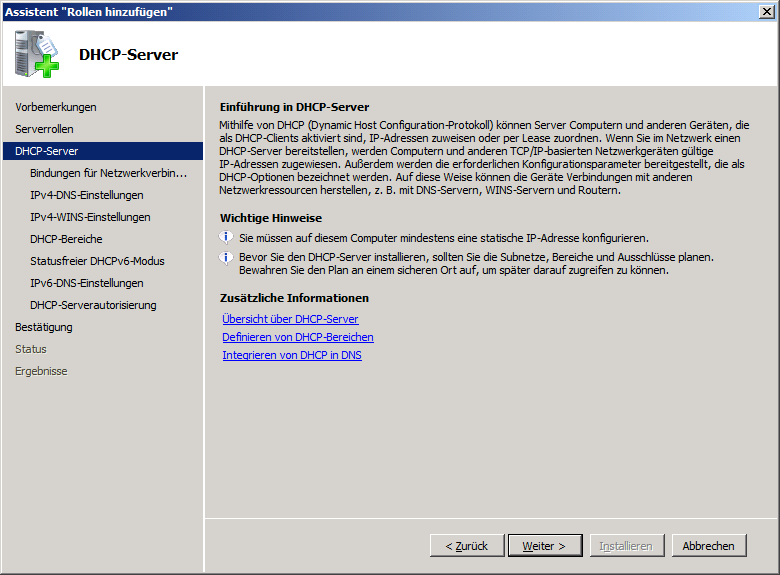 Assistent "Rollen hinzufügen"
DHCP-Server
Vorbemerkungen
Serverrollen
DHCP-Server
Bindungen für Netzwerkverbin...
IPv4-DNS-Einstellungen
IPv4-WINS-Einstellungen
DHCP-Bereiche
Statusfreier DHCPv6-Modus
IPv6-DNS-Einstellungen
DHCP-Serverautorisierung
Bestätigung
Status
Ergebnisse
Einführung in DHCP-Server
Mithilfe von DHCP (Dynamic Host Configuration-Protokoll) können Server Computern und anderen Geräten, die
als DHCP-Clients aktiviert sind, IP-Adressen zuweisen oder per Lease zuordnen. Wenn Sie im Netzwerk einen
DHCP-Server bereitstellen, werden Computern und anderen TCP/IP-basierten Netzwerkgeräten gültige
IP-Adressen zugewiesen. Außerdem werden die erforderlichen Konfigurationsparameter bereitgestellt, die als
DHCP-Optionen bezeichnet werden. Auf diese Weise können die Geräte Verbindungen mit anderen
Netzwerkressourcen herstellen, z. B. mit DNS-Servern, WINS-Servern und Routern.
Wichtige Hinweise
Sie müssen auf diesem Computer mindestens eine statische IP-Adresse konfigurieren.
Bevor Sie den DHCP-Server installieren, sollten Sie die Subnetze, Bereiche und Ausschlüsse planen.
Bewahren Sie den Plan an einem sicheren Ort auf, um später darauf zugreifen zu können.
Zusätzliche Informationen
Übersicht über DHCP-Server
Definieren von DHCP-Bereichen
Integrieren von DHCP in DNS
< Zurück
Weiter >
Installieren
Abbrechen